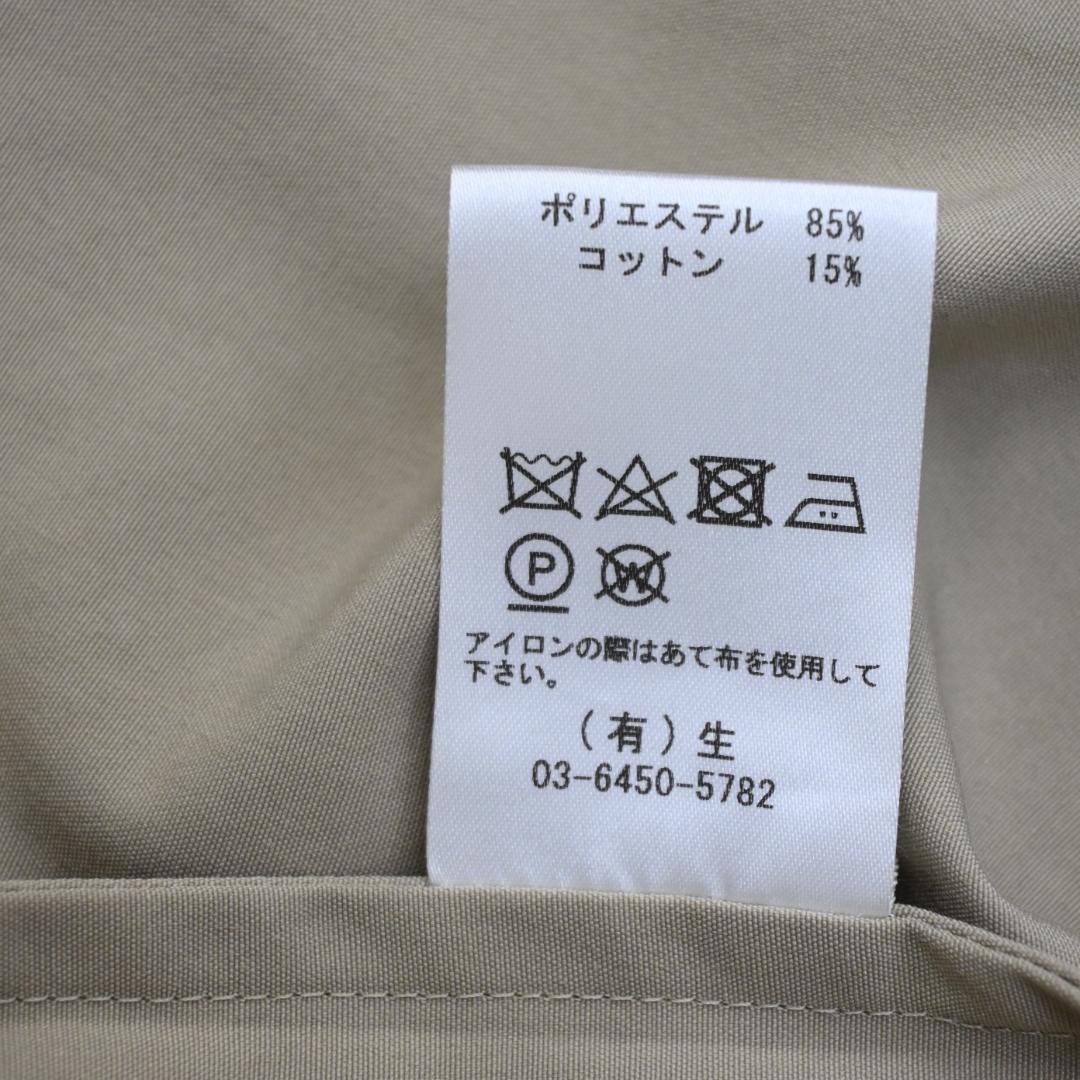 ポリエステル 85%
コットン 15%
P W
アイロンの際はあて布を使用して
下さい。
(有)生
03-6450-5782